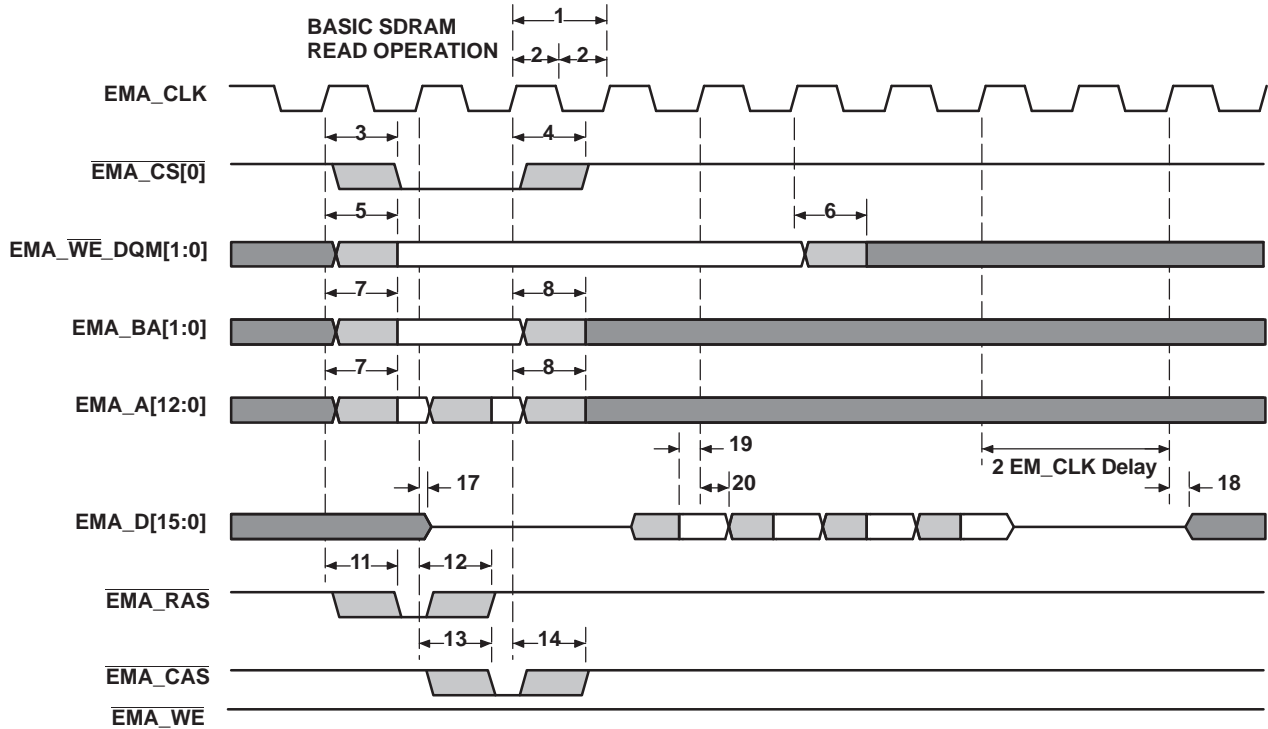 BASIC SDRAM
READ OPERATION
1
2 2
EMA_CLK
3 4
EMA_CS[0]
5 6
EMA_WE_DQM[1:0]
7 8
EMA_BA[1:0]
7 8
EMA_A[12:0]
19
2 EM_CLK Delay
17 20 18
EMA_D[15:0]
11 12
EMA_RAS
13 14
EMA_CAS
EMA_WE